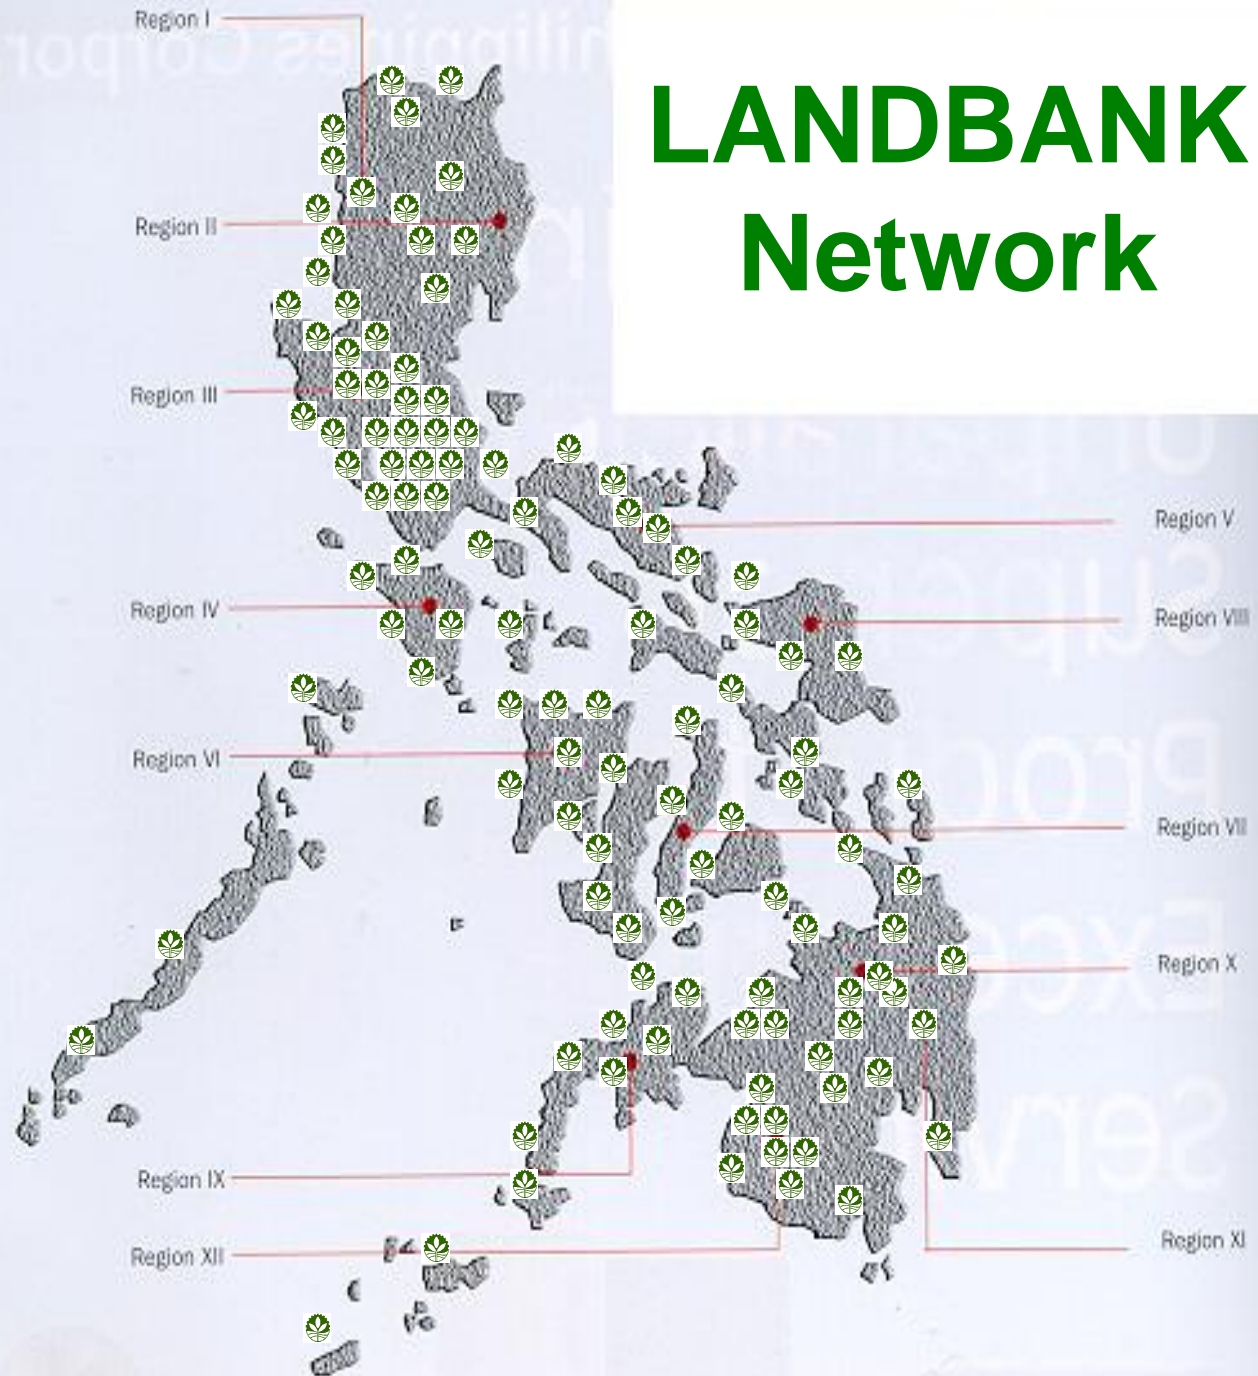 LANDBANK
Network
Region I
Region II
Region III
Region V
Region IV
Region VIII
Region VI
Region VII
Region X
Region IX
Region XI
Region XII